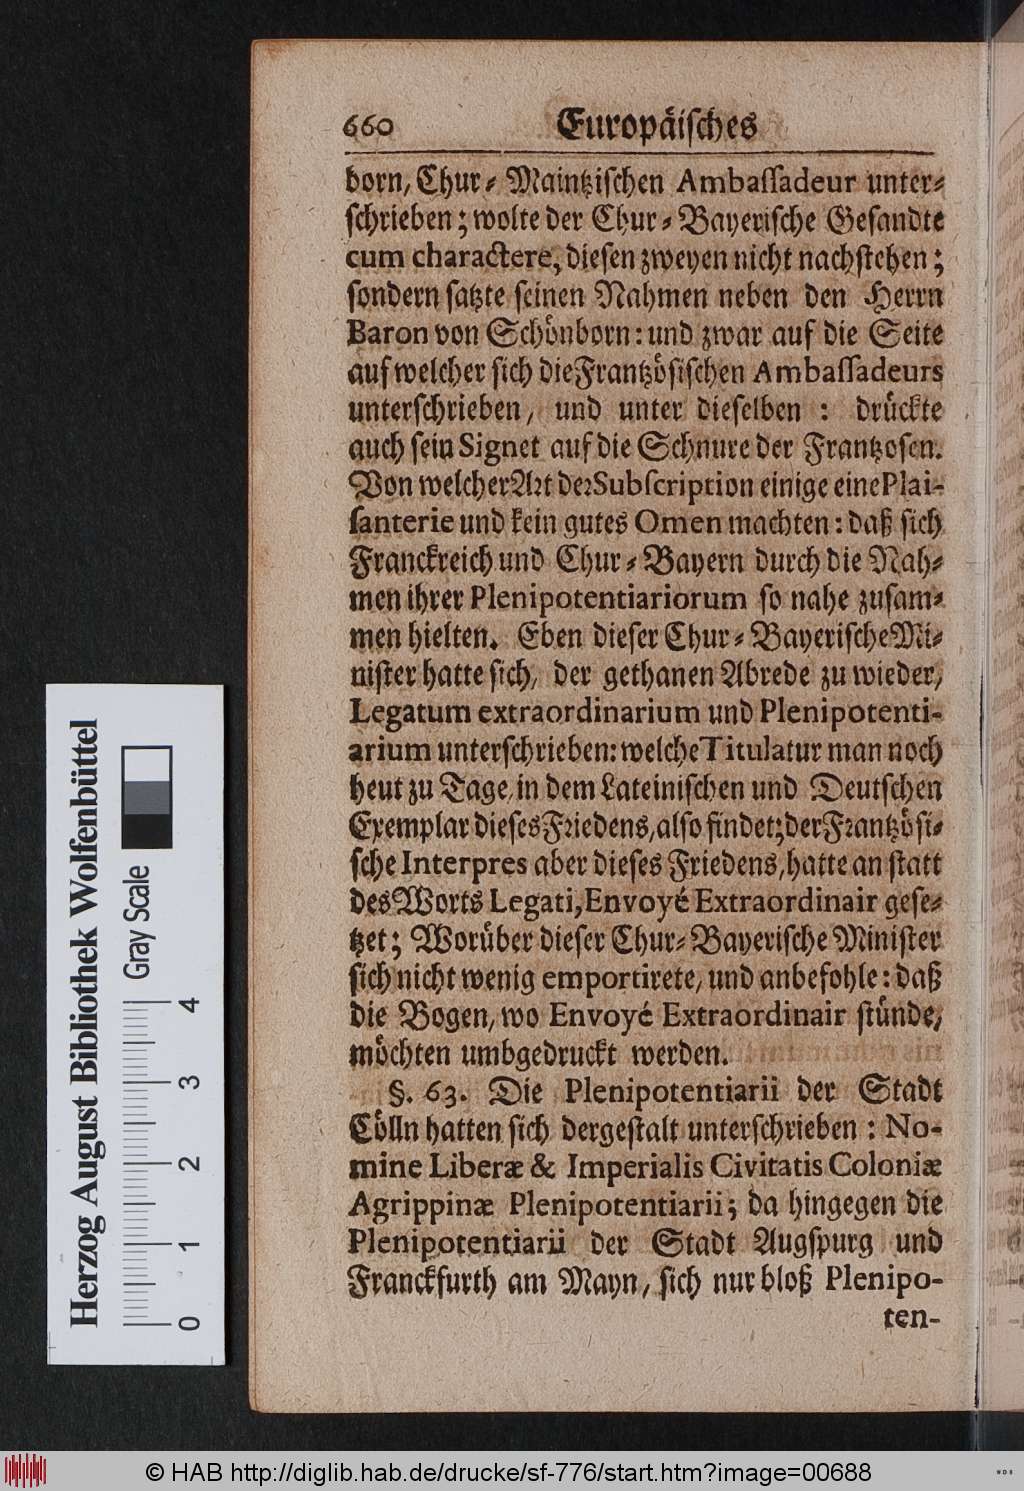 660 Europäiſches
born, Chur⸗Maintziſchen Ambaſſadeur unter⸗
ſchrieben; wolte der Chur⸗Bayeriſche Geſandte
cum charactere, dieſen zweyen nicht nachſtehen;
ſondern ſatzte ſeinen Nahmen neben den Herrn
Baron von Schönborn: und zwar auf die Seite
auf welcher ſich die Frantzöſiſchen Ambaſſadeurs
unterſchrieben, und unter dieſelben : drückte
auch ſein Signet auf die Schnure der Frantzoſen.
Von welcher Art der Subſcription einige eine Plai-
ſanterie und kein gutes Omen machten: daß ſich
Franckreich und Chur⸗Bayern durch die Nah⸗
men ihrer Plenipotentiariorum ſo nahe zuſam⸗
men hielten. Eben dieſer Chur⸗Bayeriſche Mi⸗
niſter hatte ſich, der gethanen Abrede zu wieder,
Legatum extraordinarium und Plenipotenti-
arium unterſchrieben: welche Titulatur man noch
heut zu Tage, in dem Lateiniſchen und Deutſchen
Exemplar dieſes Friedens, alſo findet; der Frantzöſi⸗
ſche Interpres aber dieſes Friedens, hatte an ſtatt
des Worts Legati, Envoyé Extraordinair geſe⸗
tzet; Worüber dieſer Chur⸗Bayeriſche Miniſter
ſich nicht wenig emportirete, und anbefohle: daß
die Bogen, wo Envoyé Extraordinair ſtünde,
möchten umbgedruckt werden.
§. 63. Die Plenipotentiarii der Stadt
Cölln hatten ſich dergeſtalt unterſchrieben : No-
mine Liberæ & Imperialis Civitatis Coloniæ
Agrippinæ Plenipotentiarii; da hingegen die
Plenipotentiarii der Stadt Augſpurg und
Franckfurth am Mayn, ſich nur bloß Plenipo-
ten-
Herzog August Bibliothek Wolfenbüttel
Gray Scale
0 1 2 3 4
© HAB http://diglib.hab.de/drucke/sf-776/start.htm?image=00688